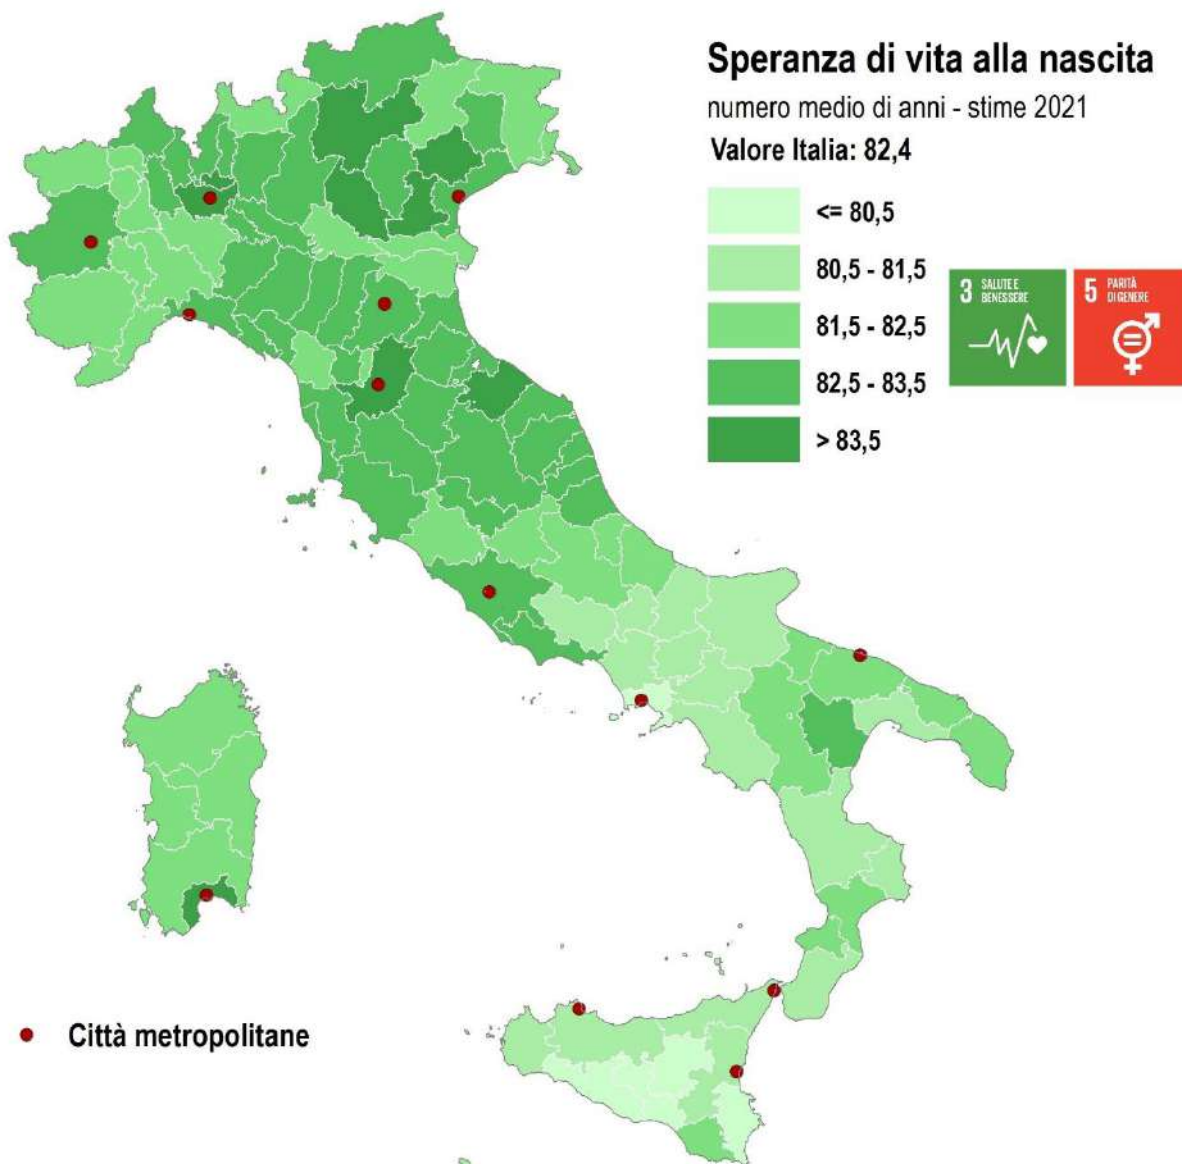 Speranza di vita alla nascita
numero medio di anni - stime 2021
Valore Italia: 82,4
<= 80,5
80,5 - 81,5
81,5 - 82,5
82,5 - 83,5
> 83,5
3 SALUTE E
BENESSERE
5 PARITÀ
DI GENERE
Città metropolitane